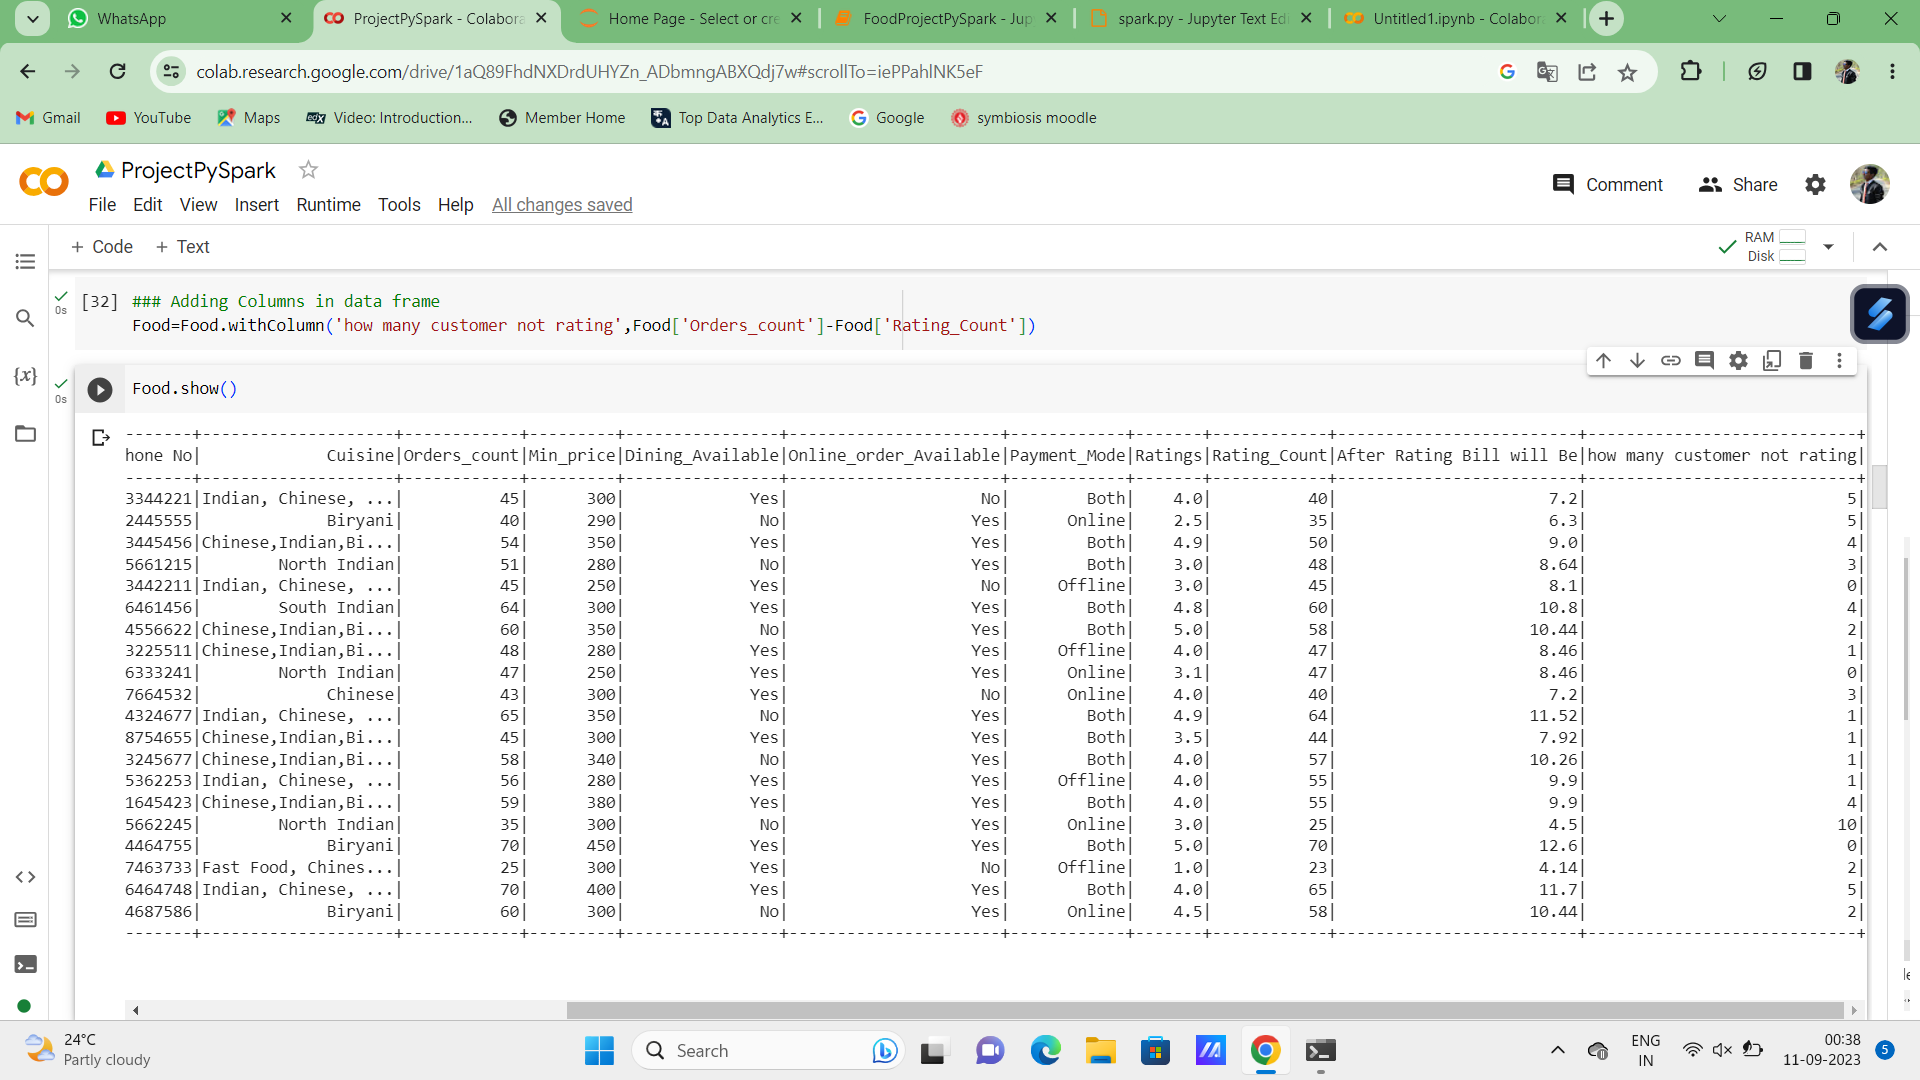 WhatsApp
ProjectPySpark - Colabora
Home Page - Select or cre
FoodProjectPySpark - Jup
spark.py - Jupyter Text Edi
Untitled1.ipynb - Colabora
colab.research.google.com/drive/1aQ89FhdNXDrdUHYZn_ADbmngABXQdj7w#scrollTo=iePPahlNK5eF
Gmail YouTube Maps edX Video: Introduction... Member Home Top Data Analytics E... Google symbiosis moodle
ProjectPySpark
Comment Share
File Edit View Insert Runtime Tools Help All changes saved
+ Code + Text
RAM
Disk
[32] ### Adding Columns in data frame
0s
Food=Food.withColumn('how many customer not rating',Food['Orders_count']-Food['Rating_Count'])
{x}
Food.show()
0s
-------+--------------------+------------+---------+----------------+----------------------+------------+-------+------------+-------------------------+----------------------------+
hone No| Cuisine|Orders_count|Min_price|Dining_Available|Online_order_Available|Payment_Mode|Ratings|Rating_Count|After Rating Bill will Be|how many customer not rating|
-------+--------------------+------------+---------+----------------+----------------------+------------+-------+------------+-------------------------+----------------------------+
3344221|Indian, Chinese, ...| 45| 300| Yes| No| Both| 4.0| 40| 7.2| 5|
2445555| Biryani| 40| 290| No| Yes| Online| 2.5| 35| 6.3| 5|
3445456|Chinese,Indian,Bi...| 54| 350| Yes| Yes| Both| 4.9| 50| 9.0| 4|
5661215| North Indian| 51| 280| No| Yes| Both| 3.0| 48| 8.64| 3|
3442211|Indian, Chinese, ...| 45| 250| Yes| No| Offline| 3.0| 45| 8.1| 0|
6461456| South Indian| 64| 300| Yes| Yes| Both| 4.8| 60| 10.8| 4|
4556622|Chinese,Indian,Bi...| 60| 350| No| Yes| Both| 5.0| 58| 10.44| 2|
3225511|Chinese,Indian,Bi...| 48| 280| Yes| Yes| Offline| 4.0| 47| 8.46| 1|
6333241| North Indian| 47| 250| Yes| Yes| Online| 3.1| 47| 8.46| 0|
7664532| Chinese| 43| 300| Yes| No| Online| 4.0| 40| 7.2| 3|
4324677|Indian, Chinese, ...| 65| 350| No| Yes| Both| 4.9| 64| 11.52| 1|
8754655|Chinese,Indian,Bi...| 45| 300| Yes| Yes| Both| 3.5| 44| 7.92| 1|
3245677|Chinese,Indian,Bi...| 58| 340| No| Yes| Both| 4.0| 57| 10.26| 1|
5362253|Indian, Chinese, ...| 56| 280| Yes| Yes| Offline| 4.0| 55| 9.9| 1|
1645423|Chinese,Indian,Bi...| 59| 380| Yes| Yes| Both| 4.0| 55| 9.9| 4|
5662245| North Indian| 35| 300| No| Yes| Online| 3.0| 25| 4.5| 10|
4464755| Biryani| 70| 450| Yes| Yes| Both| 5.0| 70| 12.6| 0|
7463733|Fast Food, Chines...| 25| 300| Yes| No| Offline| 1.0| 23| 4.14| 2|
6464748|Indian, Chinese, ...| 70| 400| Yes| Yes| Both| 4.0| 65| 11.7| 5|
4687586| Biryani| 60| 300| No| Yes| Online| 4.5| 58| 10.44| 2|
-------+--------------------+------------+---------+----------------+----------------------+------------+-------+------------+-------------------------+----------------------------+
24°C
Partly cloudy
Search
ENG
IN
00:38
11-09-2023
5